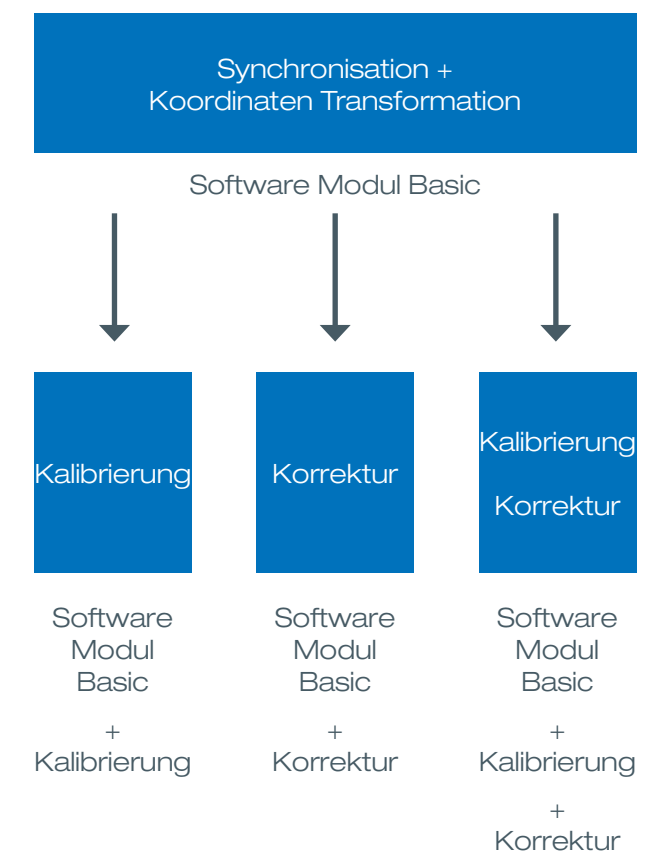 Synchronisation +
Koordinaten Transformation
Software Modul Basic
Kalibrierung
Korrektur
Kalibrierung
Korrektur
Software
Modul
Basic
+
Kalibrierung
Software
Modul
Basic
+
Korrektur
Software
Modul
Basic
+
Kalibrierung
+
Korrektur